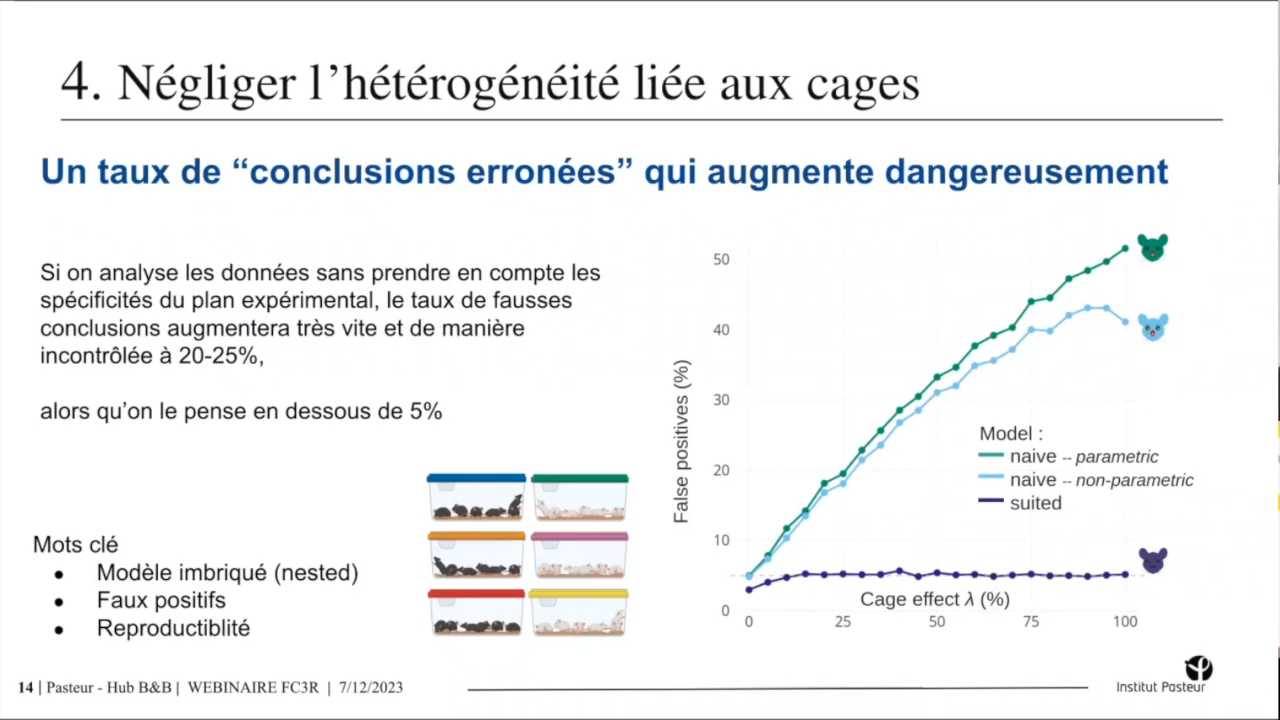 4. Négliger l’hétérogénéité liée aux cages
Un taux de “conclusions erronées” qui augmente dangereusement
Si on analyse les données sans prendre en compte les
spécificités du plan expérimental, le taux de fausses
conclusions augmentera très vite et de manière
incontrôlée à 20-25%,
alors qu’on le pense en dessous de 5%
Mots clé
● Modèle imbriqué (nested)
● Faux positifs
● Reproductiblité
False positives (%)
50
40
30
20
10
0
Model :
naive -- parametric
naive -- non-parametric
suited
Cage effect λ (%)
0 25 50 75 100
14 | Pasteur - Hub B&B | WEBINAIRE FC3R | 7/12/2023
Institut Pasteur